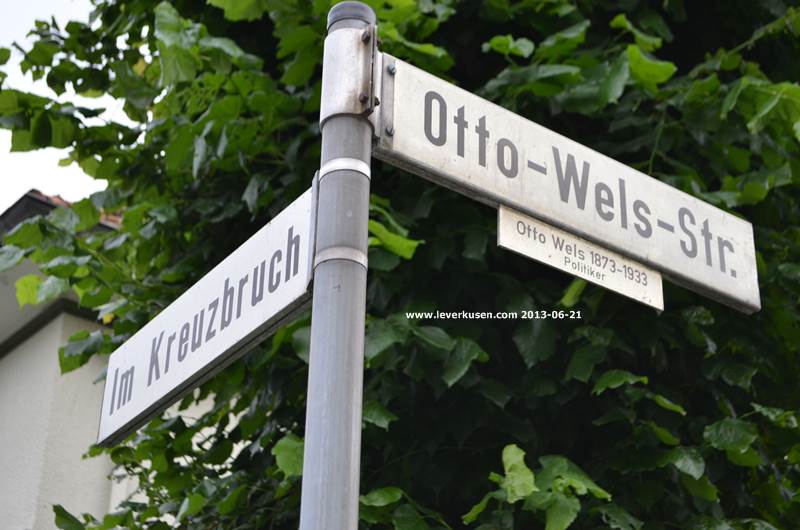 Otto-Wels-Str.
Otto Wels 1873-1933
Politiker
Im Kreuzbruch
www.leverkusen.com 2013-06-21